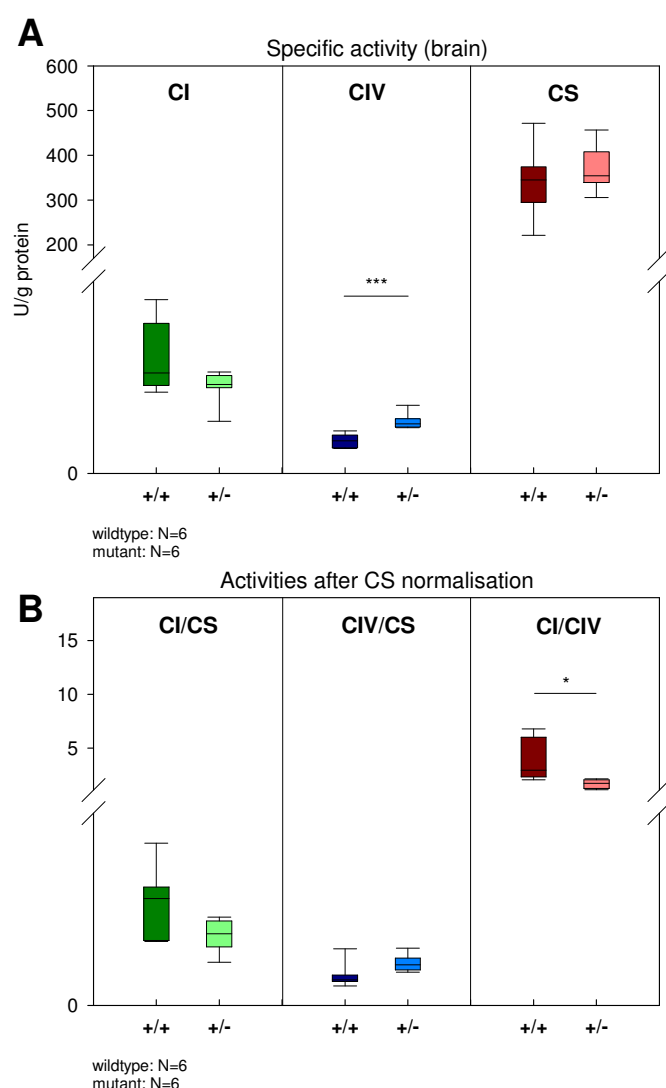 A
Specific activity (brain)
600
500
400
300
200
0
U/g protein
CI
CIV
CS
***
+/+
+/-
+/+
+/-
+/+
+/-
wildtype: N=6
mutant: N=6
B
Activities after CS normalisation
15
10
5
0
CI/CS
CIV/CS
CI/CIV
*
+/+
+/-
+/+
+/-
+/+
+/-
wildtype: N=6
mutant: N=6